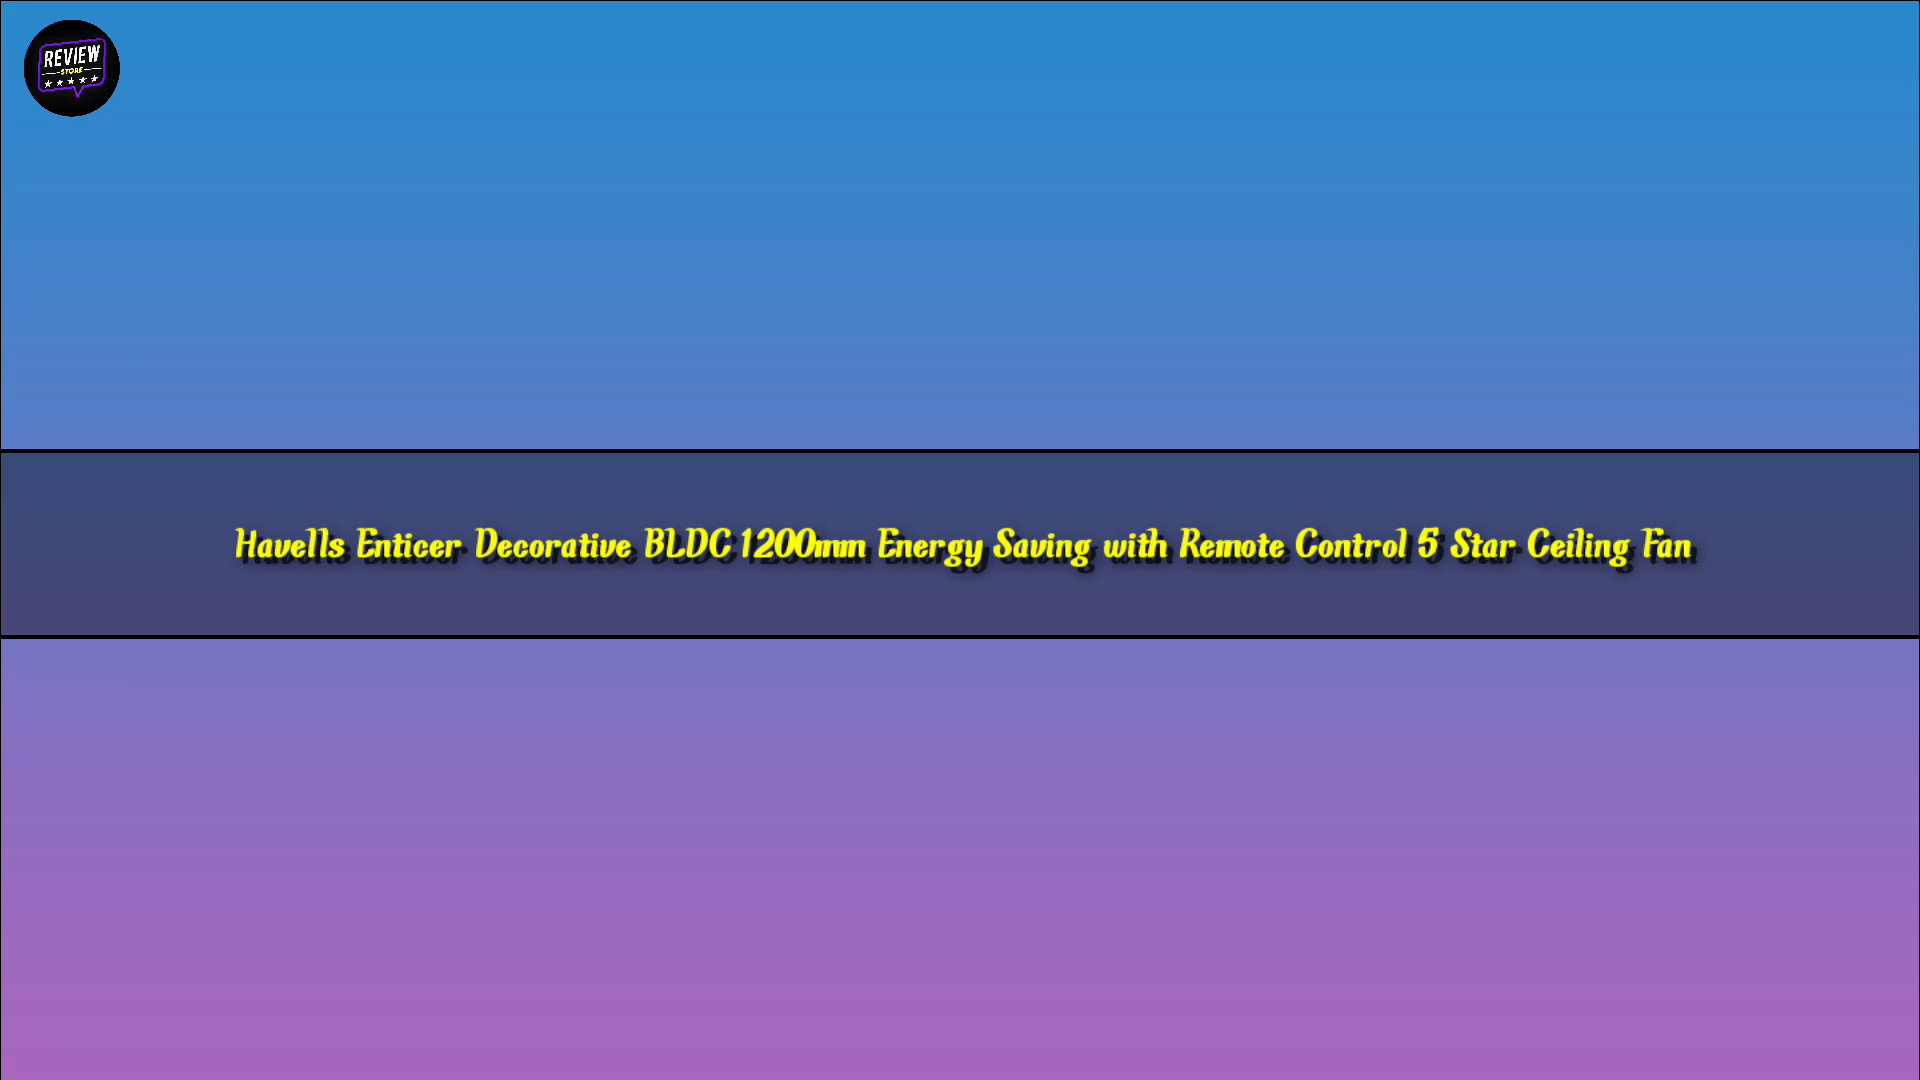 REVIEW
STORE
Havells Enticer Decorative BLDC 1200mm Energy Saving with Remote Control 5 Star Ceiling Fan